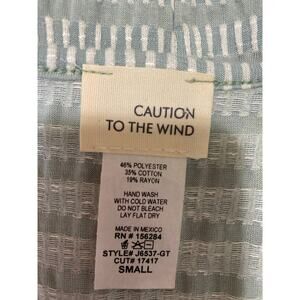 CAUTION
TO THE WIND
46% POLYESTER
35% COTTON
19% RAYON
HAND WASH
WITH COLD WATER
DO NOT BLEACH
LAY FLAT DRY
MADE IN MEXICO
RN # 156284
STYLE# J6537-GT
CUT# 17417
SMALL